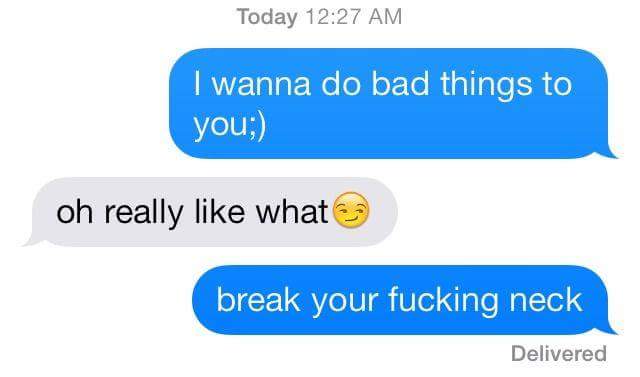 Today 12:27 AM
I wanna do bad things to
you;)
oh really like what😏
break your fucking neck
Delivered